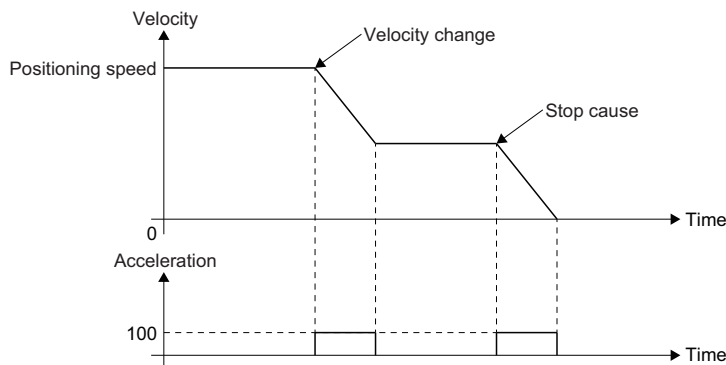 Velocity
Velocity change
Positioning speed
Stop cause
Time
0
Acceleration
100
Time